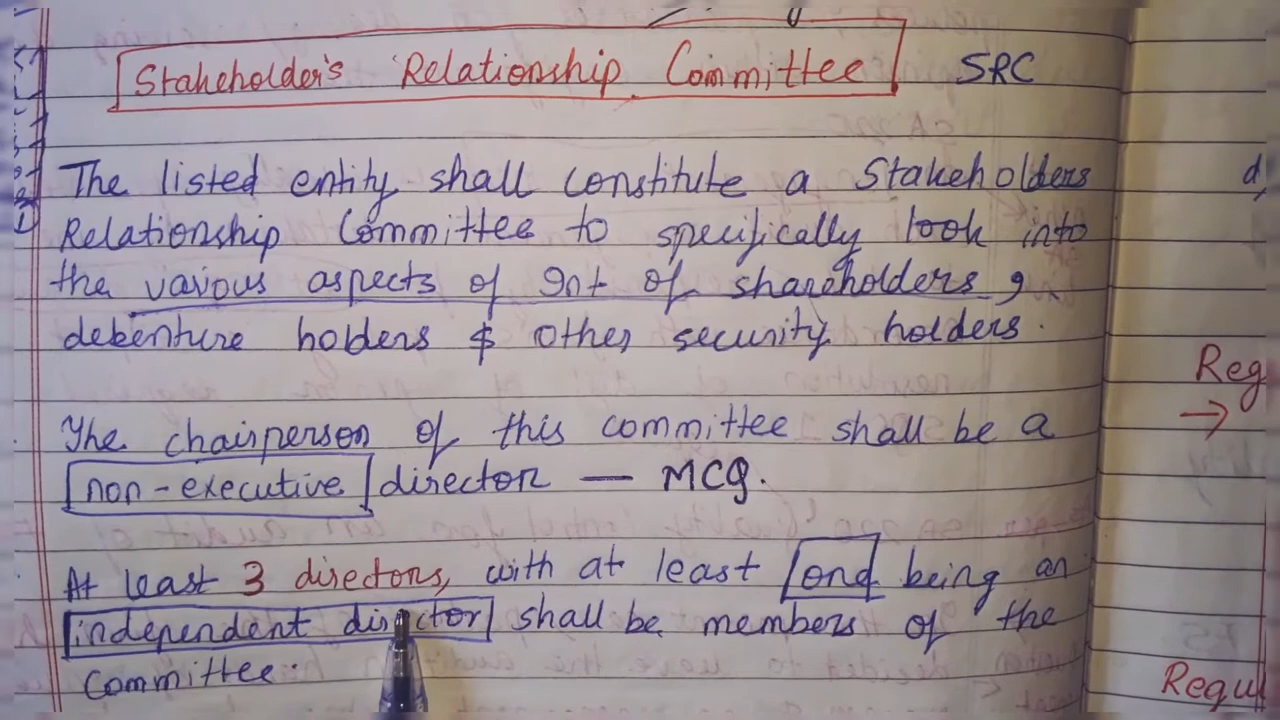 Stakeholder's Relationship Committee SRC
The listed entity shall constitute a Stakeholders
Relationship Committee to specifically look into
the various aspects of Int of shareholders,
debenture holders & other security holders.
The chairperson of this committee shall be a
non-executive director — MCQ.
At least 3 directors, with at least one being an
independent director shall be members of the
Committee.
d,
Reg
→
Requ